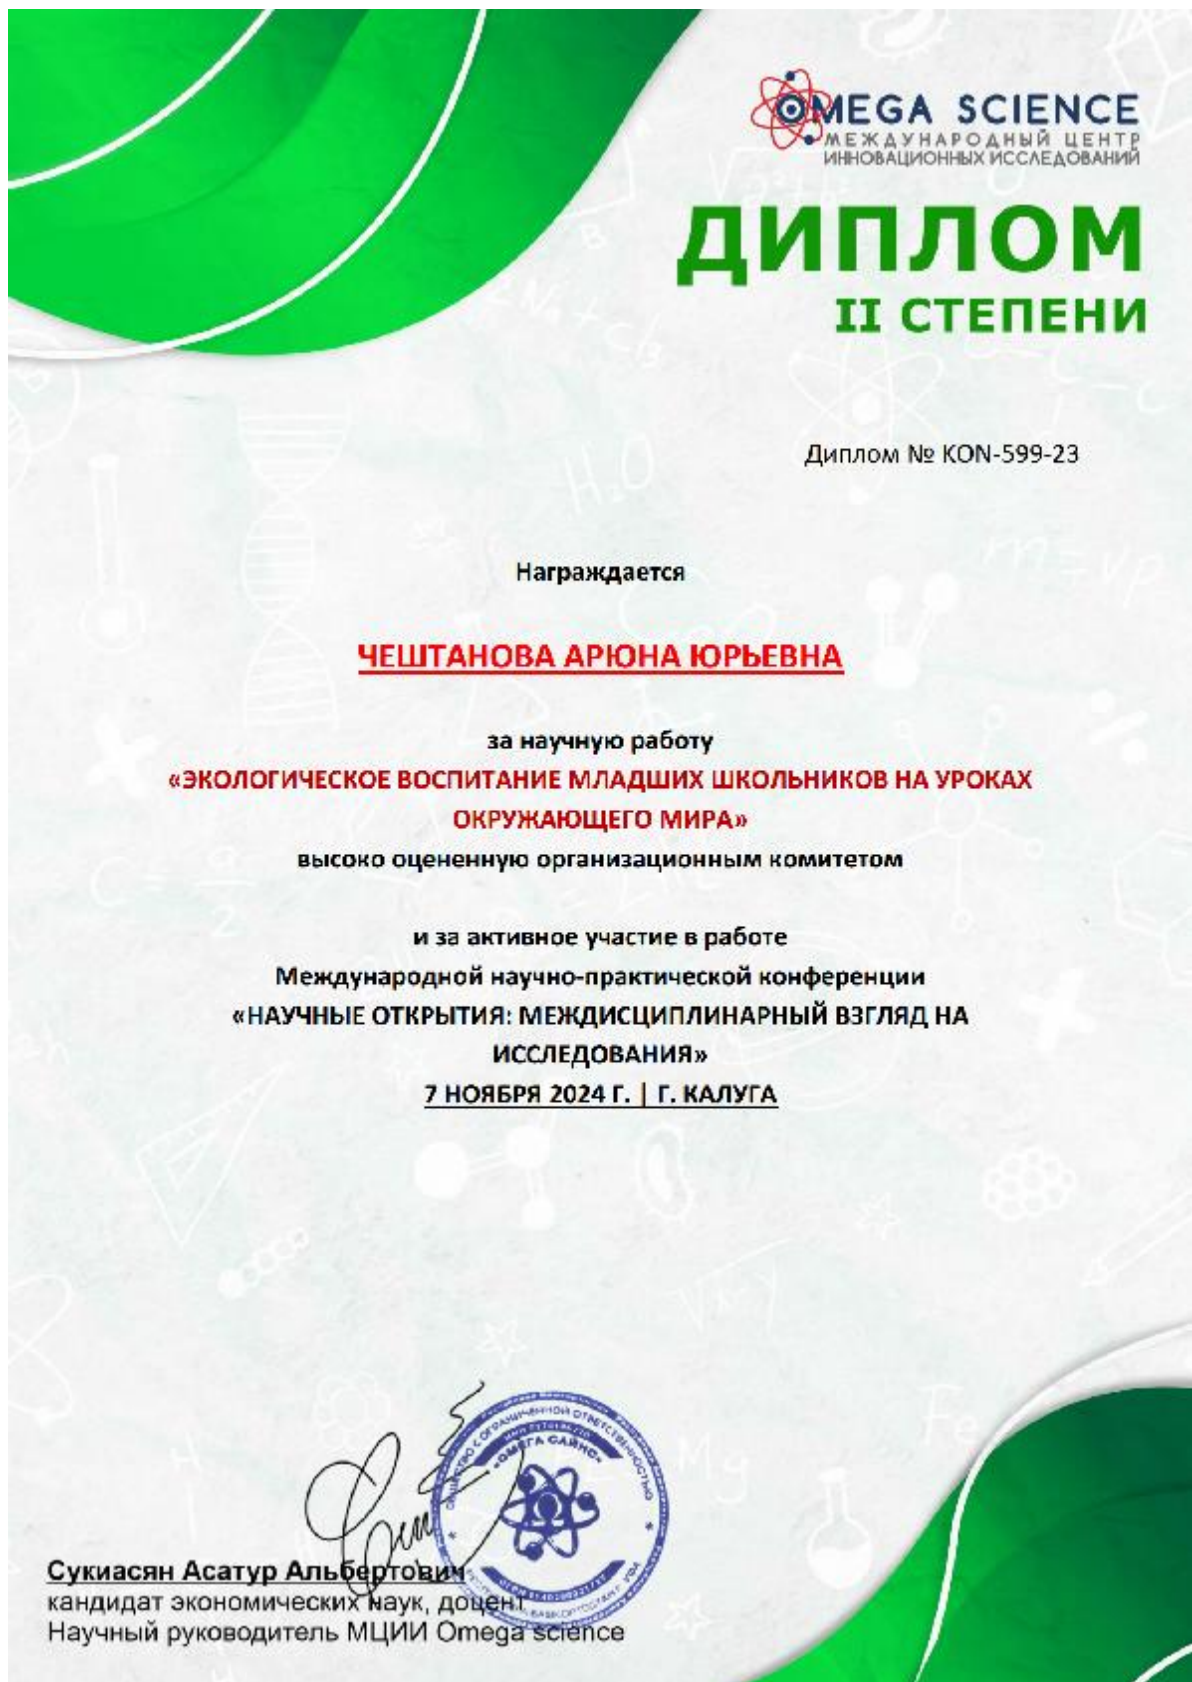 OMEGA SCIENCE
МЕЖДУНАРОДНЫЙ ЦЕНТР
ИННОВАЦИОННЫХ ИССЛЕДОВАНИЙ
ДИПЛОМ
II СТЕПЕНИ
Диплом № KON-599-23
Награждается
ЧЕШТАНОВА АРЮНА ЮРЬЕВНА
за научную работу
«ЭКОЛОГИЧЕСКОЕ ВОСПИТАНИЕ МЛАДШИХ ШКОЛЬНИКОВ НА УРОКАХ
ОКРУЖАЮЩЕГО МИРА»
высоко оцененную организационным комитетом
и за активное участие в работе
Международной научно-практической конференции
«НАУЧНЫЕ ОТКРЫТИЯ: МЕЖДИСЦИПЛИНАРНЫЙ ВЗГЛЯД НА
ИССЛЕДОВАНИЯ»
7 НОЯБРЯ 2024 Г. | Г. КАЛУГА
ОБЩЕСТВО С ОГРАНИЧЕННОЙ ОТВЕТСТВЕННОСТЬЮ
«ОМЕГА САЙНС»
Сукиасян Асатур Альбертович
кандидат экономических наук, доцент
Научный руководитель МЦИИ Omega science